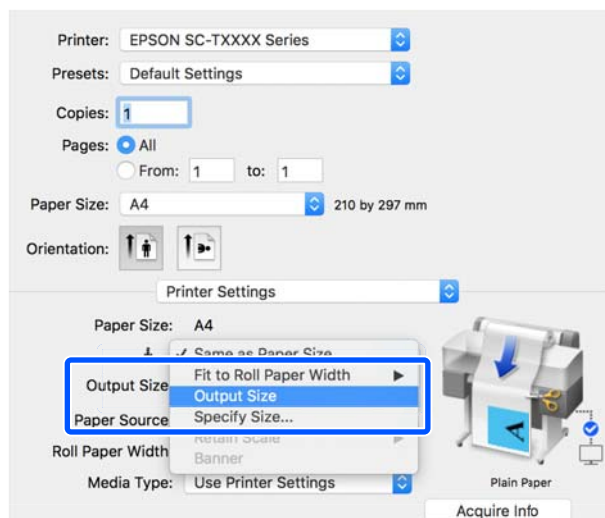 Printer: EPSON SC-TXXXX Series
Presets: Default Settings
Copies: 1
Pages: All
From: 1 to: 1
Paper Size: A4 210 by 297 mm
Orientation:
Printer Settings
Paper Size: A4
Same as Paper Size
Fit to Roll Paper Width
Output Size
Output Size
Paper Source
Specify Size...
Retain Scale
Roll Paper Width
Banner
Media Type: Use Printer Settings
Plain Paper
Acquire Info